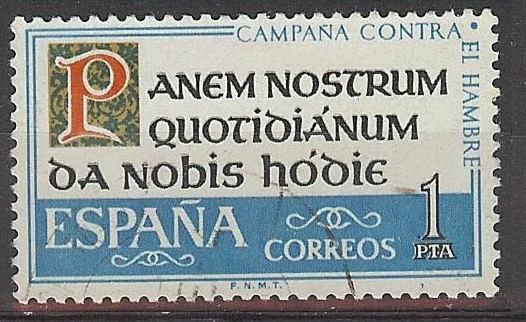 CAMPAÑA CONTRA · EL HAMBRE
PANEM NOSTRUM
QUOTIDIÁNUM
DA NOBIS HÓDIE
ESPAÑA CORREOS 1 PTA
F.N.M.T.